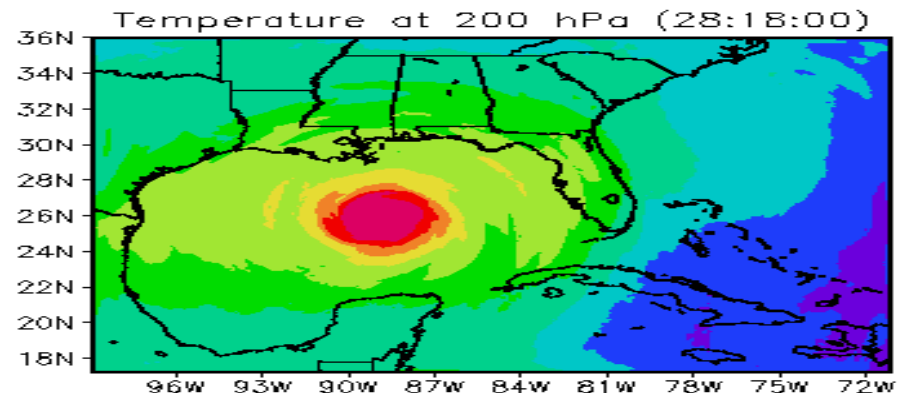 Temperature at 200 hPa (28:18:00)
36N
34N
32N
30N
28N
26N
24N
22N
20N
18N
96W 93W 90W 87W 84W 81W 78W 75W 72W